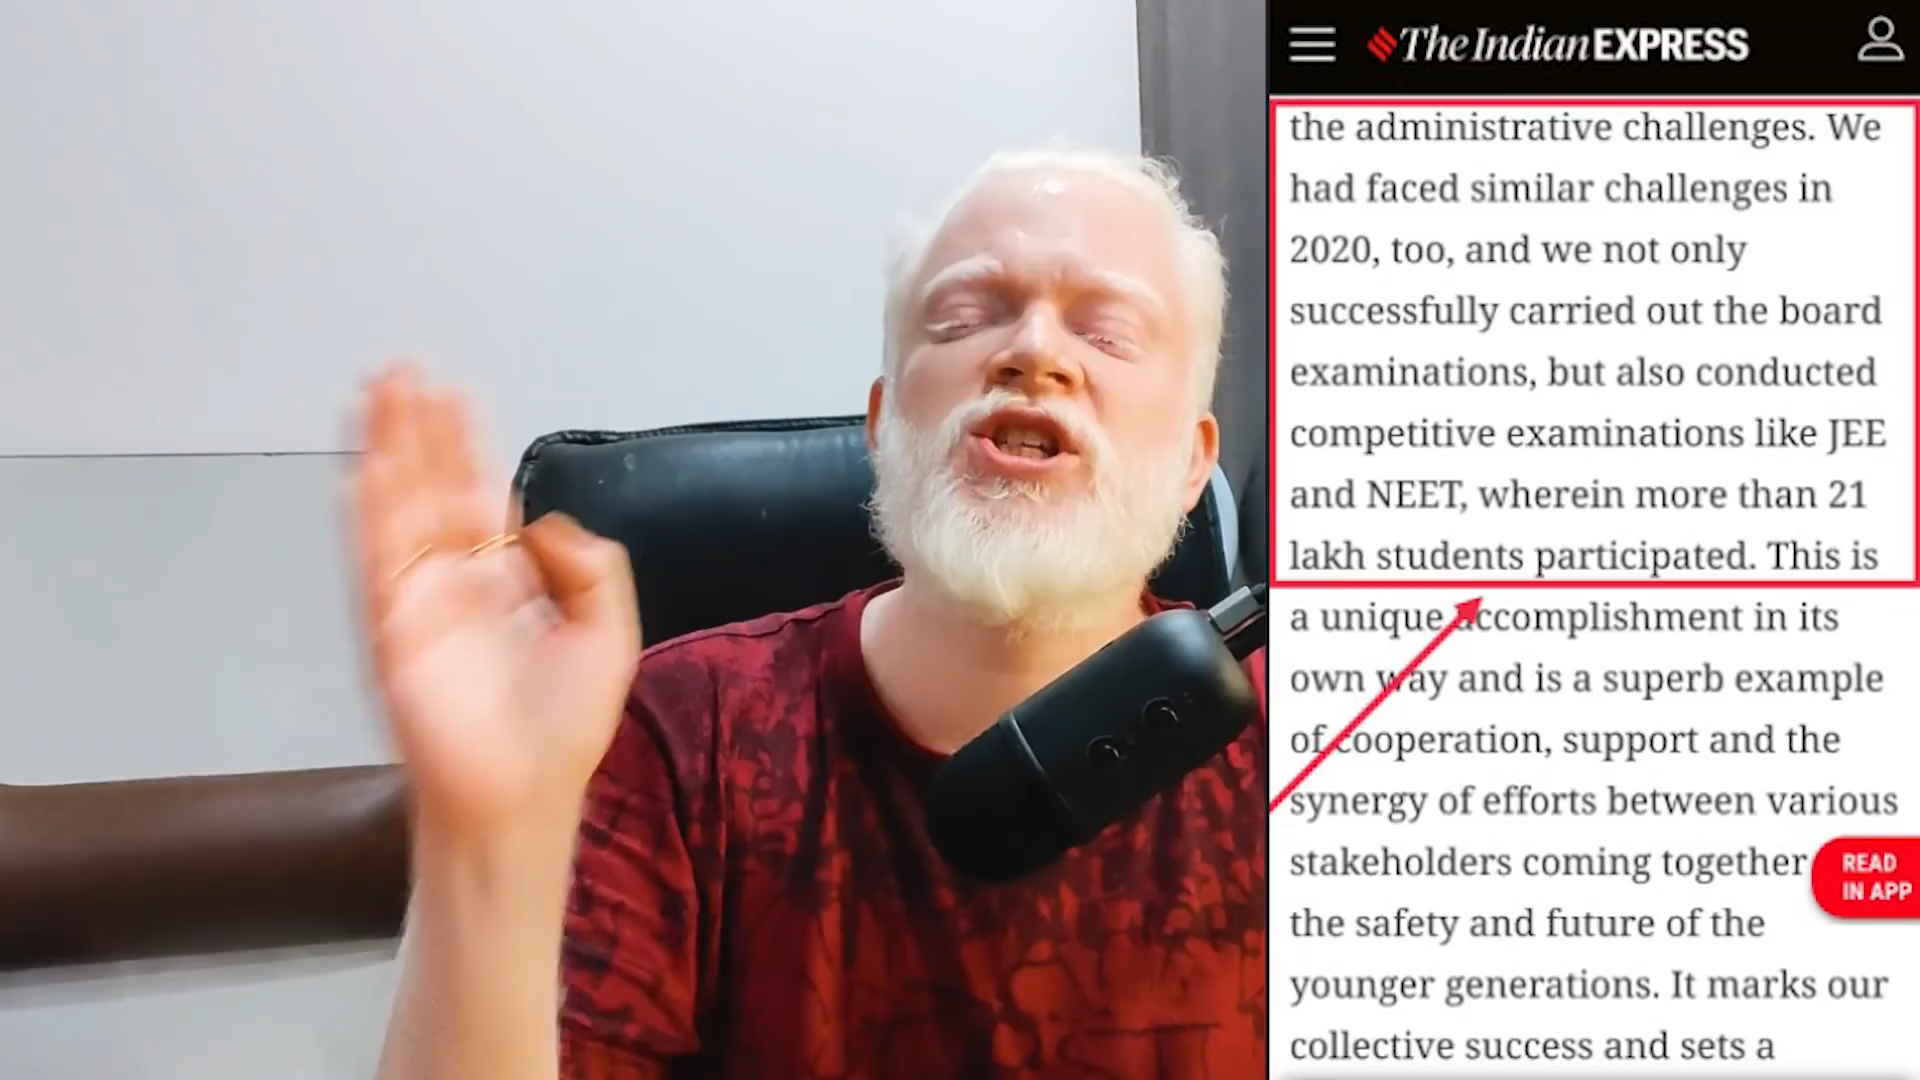 The Indian EXPRESS
the administrative challenges. We
had faced similar challenges in
2020, too, and we not only
successfully carried out the board
examinations, but also conducted
competitive examinations like JEE
and NEET, wherein more than 21
lakh students participated. This is
a unique accomplishment in its
own way and is a superb example
of cooperation, support and the
synergy of efforts between various
stakeholders coming together
READ
IN APP
the safety and future of the
younger generations. It marks our
collective success and sets a